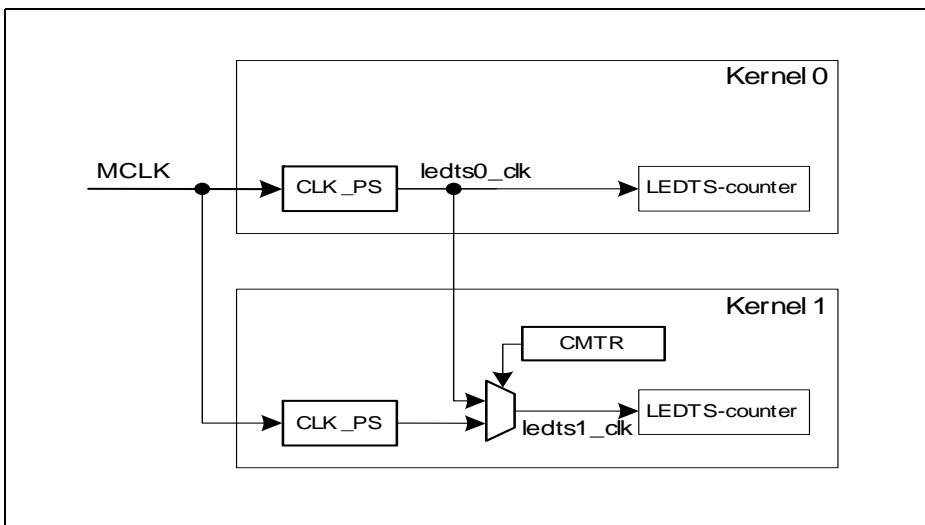 Kernel 0
MCLK
CLK_PS
ledts0_clk
LEDTS-counter
Kernel 1
CMTR
CLK_PS
ledts1_clk
LEDTS-counter